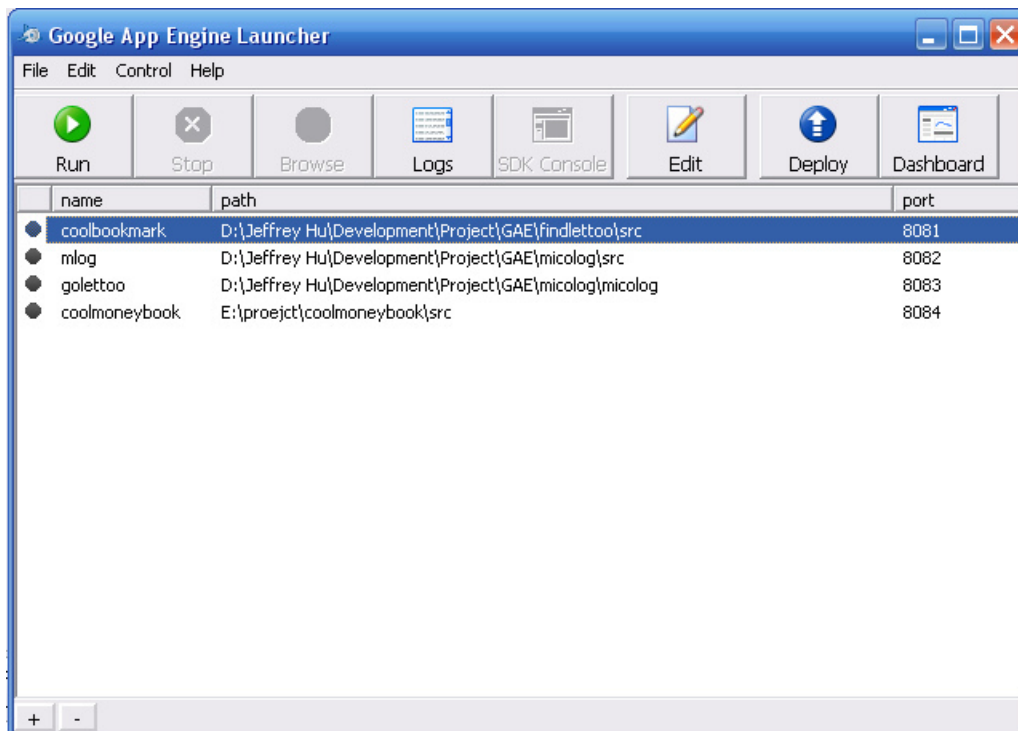 Google App Engine Launcher
File Edit Control Help
Run Stop Browse Logs SDK Console Edit Deploy Dashboard
name path port
coolbookmark D:\Jeffrey Hu\Development\Project\GAE\findlettoo\src 8081
mlog D:\Jeffrey Hu\Development\Project\GAE\micolog\src 8082
golettoo D:\Jeffrey Hu\Development\Project\GAE\micolog\micolog 8083
coolmoneybook E:\proejct\coolmoneybook\src 8084
+ -